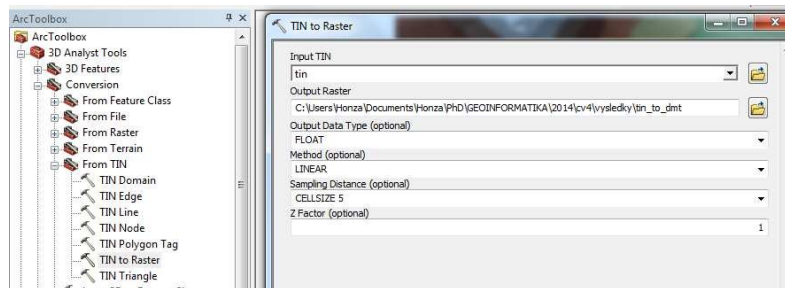 ArcToolbox
ArcToolbox
3D Analyst Tools
3D Features
Conversion
From Feature Class
From File
From Raster
From Terrain
From TIN
TIN Domain
TIN Edge
TIN Line
TIN Node
TIN Polygon Tag
TIN to Raster
TIN Triangle
TIN to Raster
Input TIN
tin
Output Raster
C:\Users\Honza\Documents\Honza\PhD\GEOINFORMATIKA\2014\cv4\vysledky\tin_to_dmt
Output Data Type (optional)
FLOAT
Method (optional)
LINEAR
Sampling Distance (optional)
CELLSIZE 5
Z Factor (optional)
1